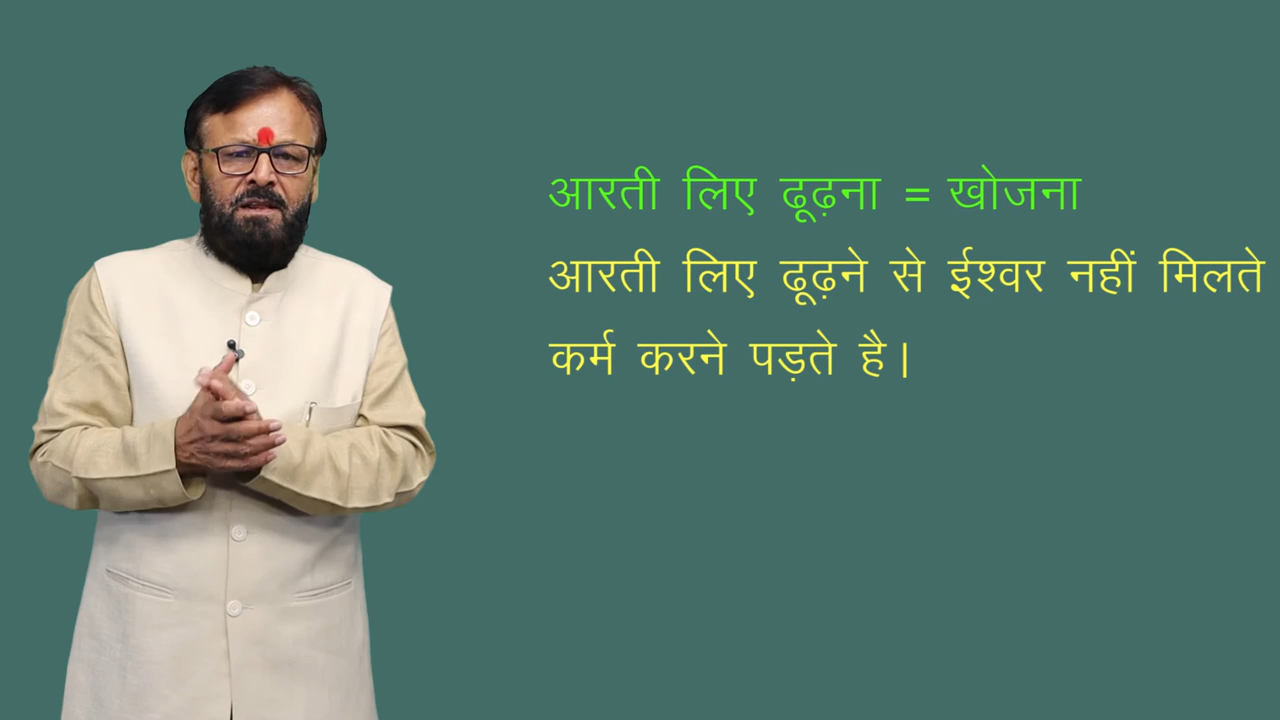 आरती लिए ढूढ़ना = खोजना
आरती लिए ढूढ़ने से ईश्वर नहीं मिलते
कर्म करने पड़ते है।